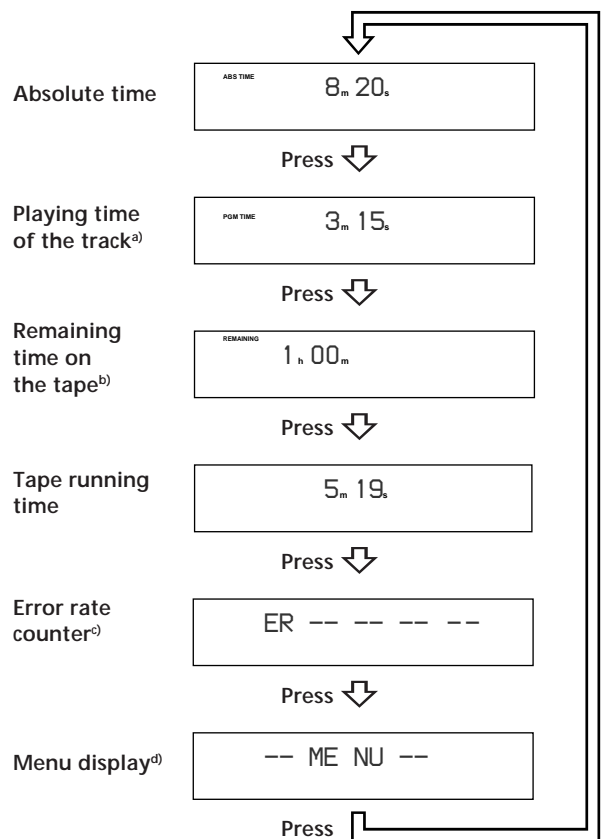 Absolute time
ABS TIME
8m 20s
Press
Playing time
of the track a)
PGM TIME
3m 15s
Press
Remaining
time on
the tape b)
REMAINING
1h 00m
Press
Tape running
time
5m 19s
Press
Error rate
counter c)
ER -- -- -- --
Press
Menu display d)
-- ME NU --
Press